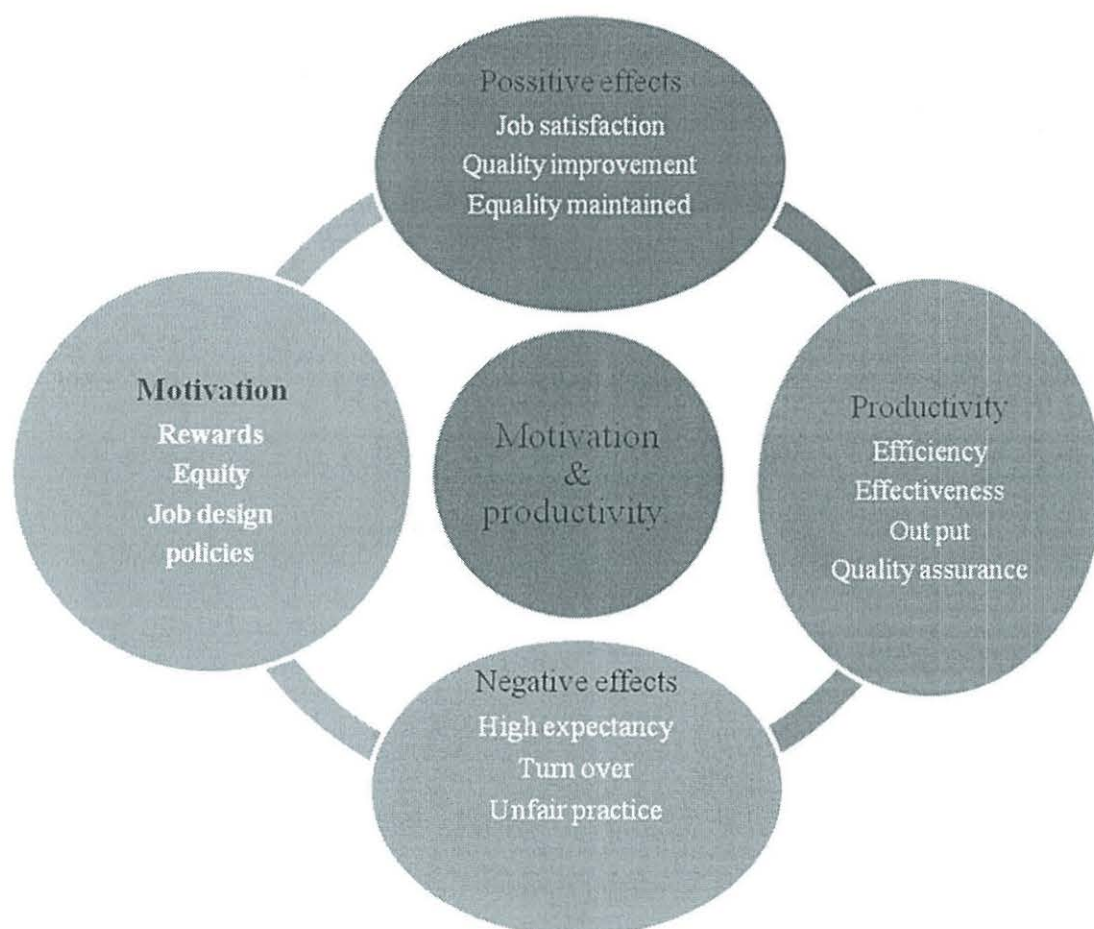 Possitive effects
Job satisfaction
Quality improvement
Equality maintained
Motivation
Rewards
Equity
Job design
policies
Motivation
&
productivity
Productivity
Efficiency
Effectiveness
Out put
Quality assurance
Negative effects
High expectancy
Turn over
Unfair practice